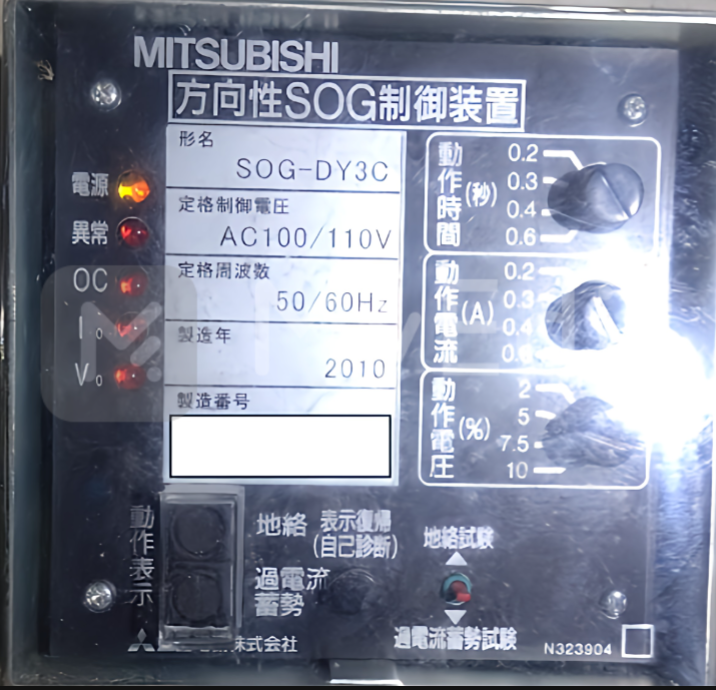 MITSUBISHI
方向性SOG制御装置
形名
SOG-DY3C
定格制御電圧
AC100/110V
定格周波数
50/60Hz
製造年
2010
製造番号
電源
異常
OC
I₀
V₀
動作時間(秒)
0.2
0.3
0.4
0.6
動作電流(A)
0.2
0.3
0.4
動作電圧(%)
2
5
7.5
10
動作表示
地絡
過電流
蓄勢
表示復帰
(自己診断)
地絡試験
過電流蓄勢試験
株式会社
N323904